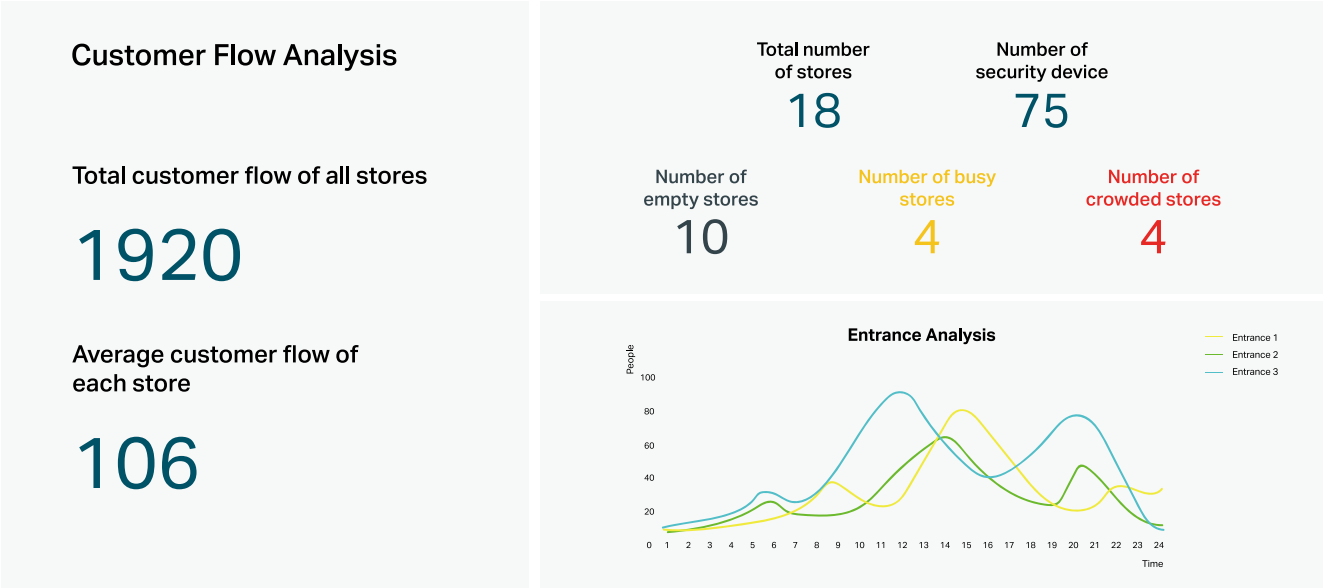 Customer Flow Analysis
Total customer flow of all stores
1920
Average customer flow of
each store
106
Total number
of stores
18
Number of
security device
75
Number of
empty stores
10
Number of busy
stores
4
Number of
crowded stores
4
Entrance Analysis
Entrance 1
Entrance 2
Entrance 3
People
100
80
60
40
20
0 1 2 3 4 5 6 7 8 9 10 11 12 13 14 15 16 17 18 19 20 21 22 23 24
Time